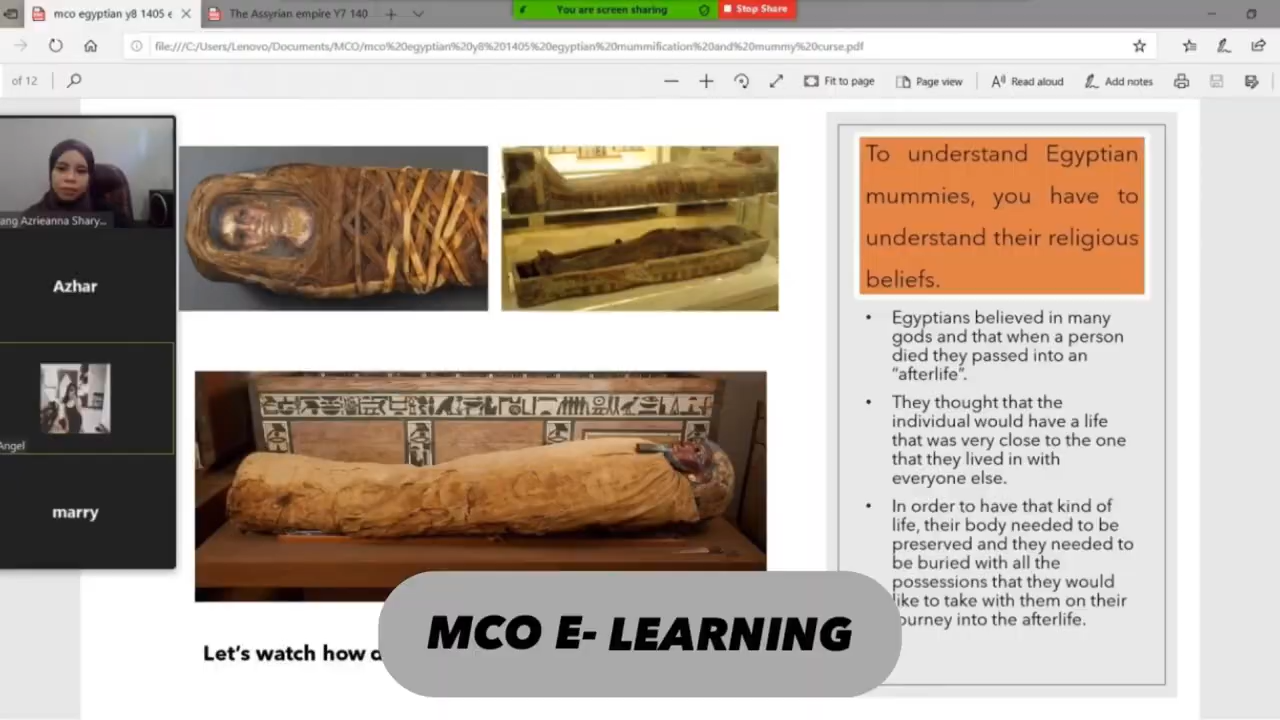 mco egyptian y8 1405 e
The Assyrian empire Y7 140
You are screen sharing
Stop Share
file:///C:/Users/Lenovo/Documents/MCO/mco%20egyptian%20y8%201405%20egyptian%20mummification%20and%20mummy%20curse.pdf
of 12
Fit to page
Page view
Read aloud
Add notes
ang Azrieanna Shary...
Azhar
Angel
marry
To understand Egyptian
mummies, you have to
understand their religious
beliefs.
• Egyptians believed in many
gods and that when a person
died they passed into an
"afterlife".
• They thought that the
individual would have a life
that was very close to the one
that they lived in with
everyone else.
• In order to have that kind of
life, their body needed to be
preserved and they needed to
be buried with all the
possessions that they would
like to take with them on their
journey into the afterlife.
Let's watch how
MCO E- LEARNING